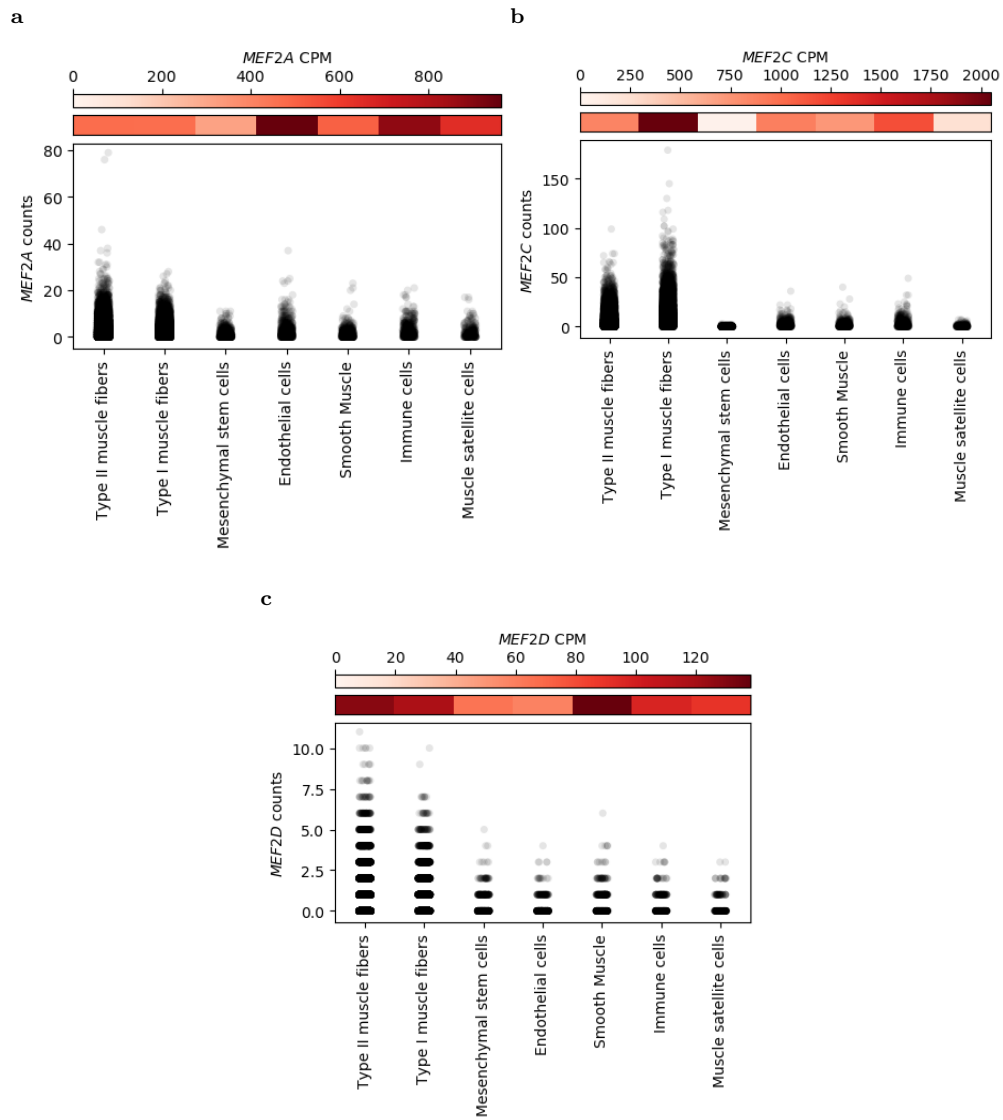 a
MEF2A CPM
0 200 400 600 800
MEF2A counts
80
60
40
20
0
Type II muscle fibers
Type I muscle fibers
Mesenchymal stem cells
Endothelial cells
Smooth Muscle
Immune cells
Muscle satellite cells
b
MEF2C CPM
0 250 500 750 1000 1250 1500 1750 2000
MEF2C counts
150
100
50
0
Type II muscle fibers
Type I muscle fibers
Mesenchymal stem cells
Endothelial cells
Smooth Muscle
Immune cells
Muscle satellite cells
c
MEF2D CPM
0 20 40 60 80 100 120
MEF2D counts
10.0
7.5
5.0
2.5
0.0
Type II muscle fibers
Type I muscle fibers
Mesenchymal stem cells
Endothelial cells
Smooth Muscle
Immune cells
Muscle satellite cells